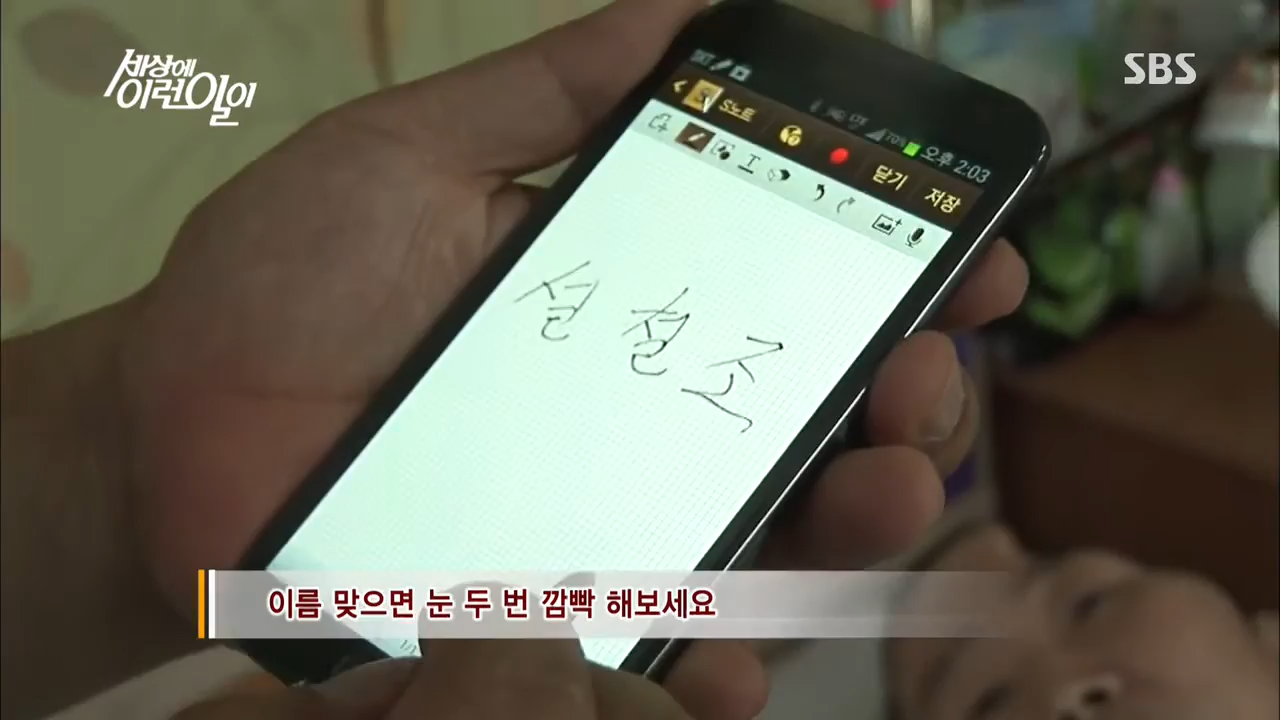 세상에
이런일이
SBS
S노트
70%
오후 2:03
닫기
저장
설 철 조
이름 맞으면 눈 두 번 깜빡 해보세요